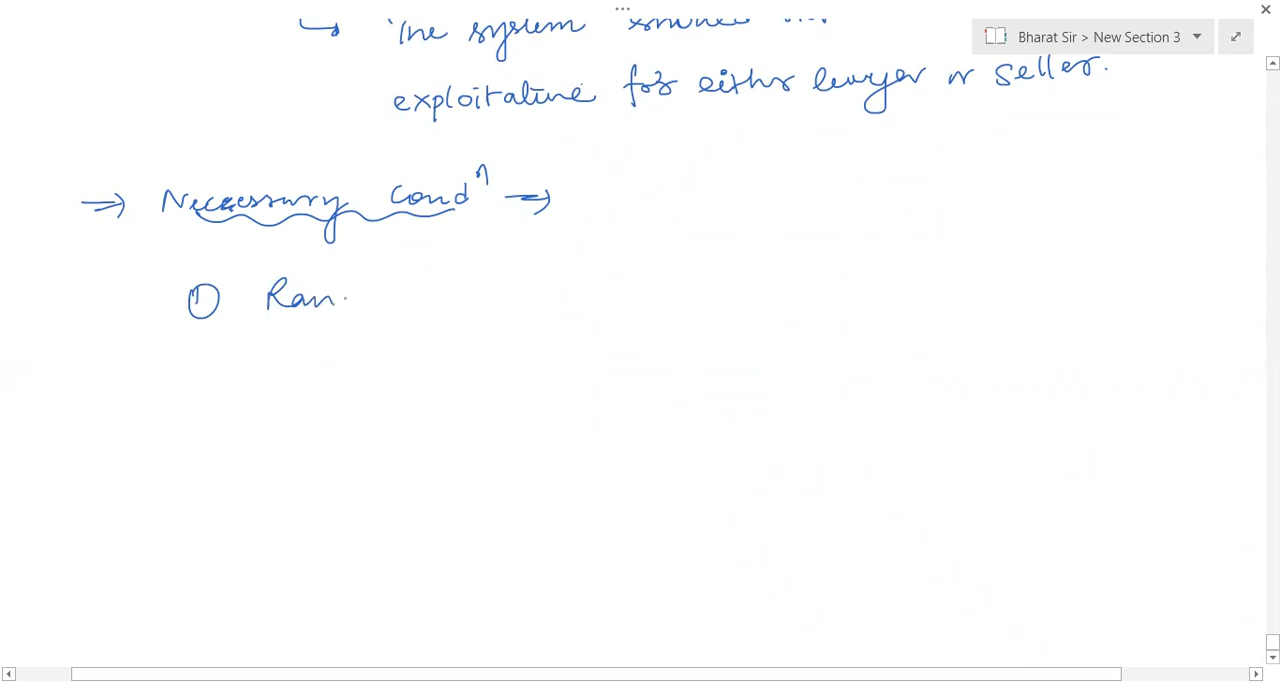 ↳ The system
Bharat Sir > New Section 3
exploitative for either buyer or seller.
⇒ Necessary Condⁿ ⇒
① Ran